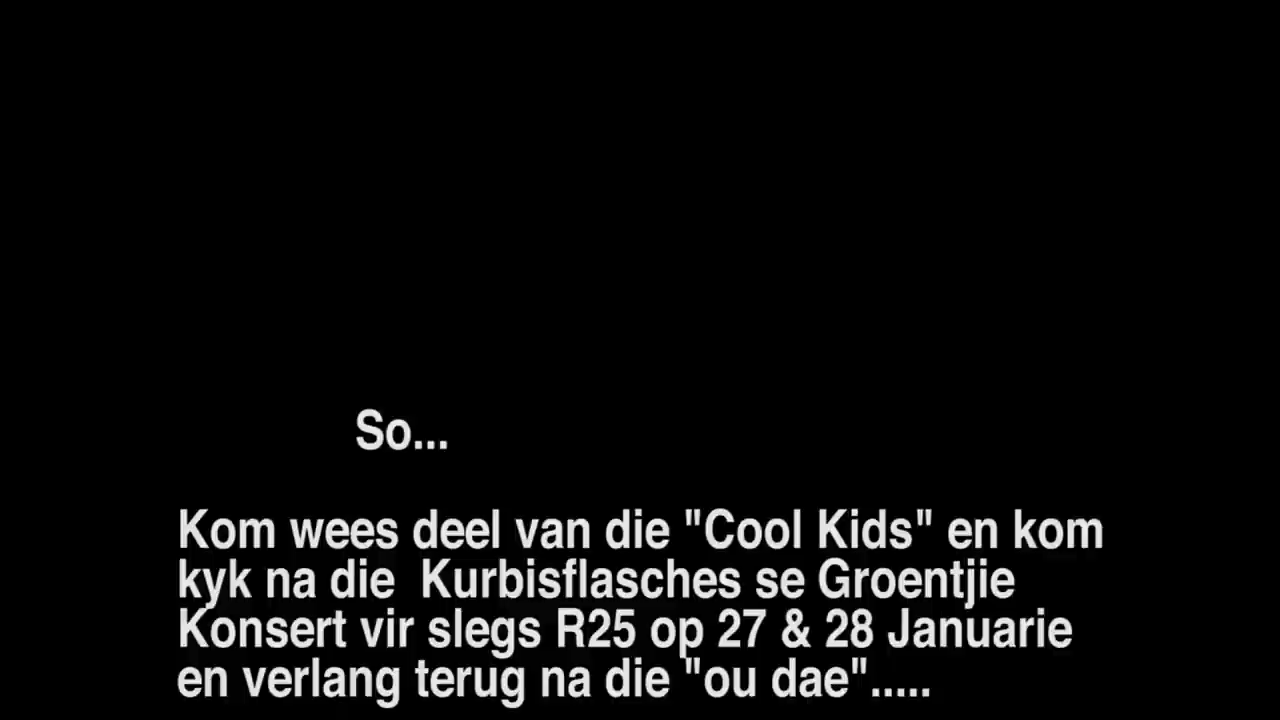 So...
Kom wees deel van die "Cool Kids" en kom
kyk na die  Kurbisflasches se Groentjie
Konsert vir slegs R25 op 27 & 28 Januarie
en verlang terug na die "ou dae".....